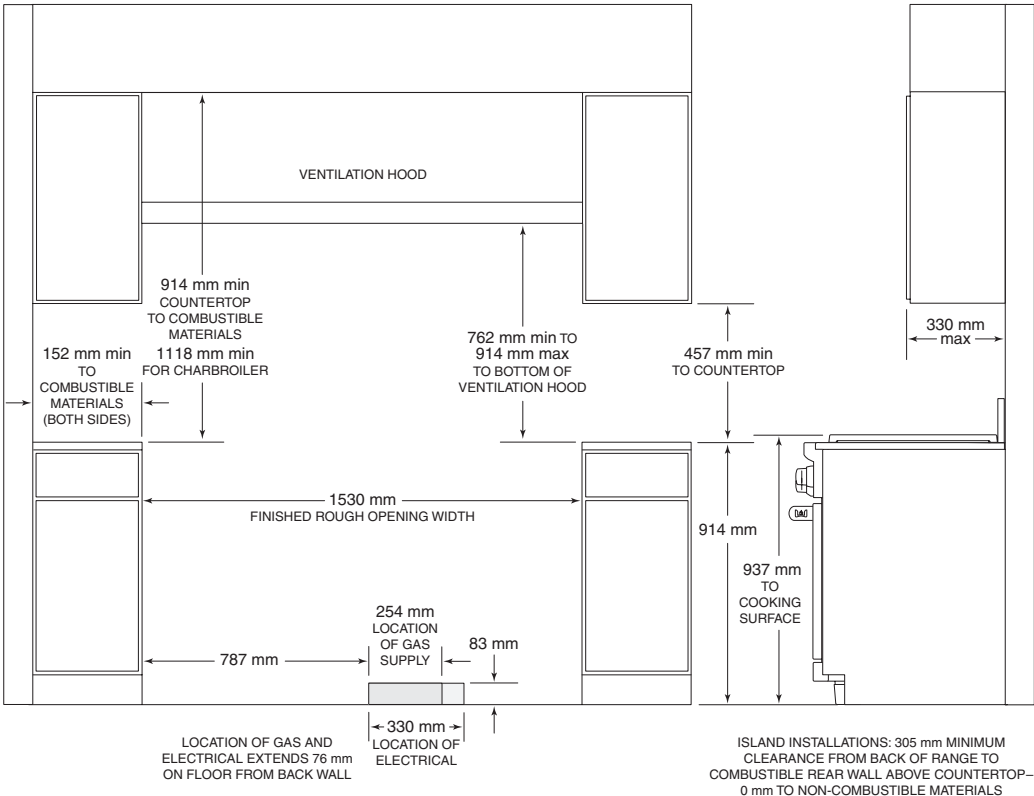 VENTILATION HOOD
914 mm min
COUNTERTOP
TO COMBUSTIBLE
MATERIALS
1118 mm min
FOR CHARBROILER
152 mm min
TO
COMBUSTIBLE
MATERIALS
(BOTH SIDES)
762 mm min TO
914 mm max
TO BOTTOM OF
VENTILATION HOOD
457 mm min
TO COUNTERTOP
330 mm
max
1530 mm
FINISHED ROUGH OPENING WIDTH
914 mm
937 mm
TO
COOKING
SURFACE
254 mm
LOCATION
OF GAS
SUPPLY
787 mm
83 mm
330 mm
LOCATION OF
ELECTRICAL
LOCATION OF GAS AND
ELECTRICAL EXTENDS 76 mm
ON FLOOR FROM BACK WALL
ISLAND INSTALLATIONS: 305 mm MINIMUM
CLEARANCE FROM BACK OF RANGE TO
COMBUSTIBLE REAR WALL ABOVE COUNTERTOP–
0 mm TO NON-COMBUSTIBLE MATERIALS